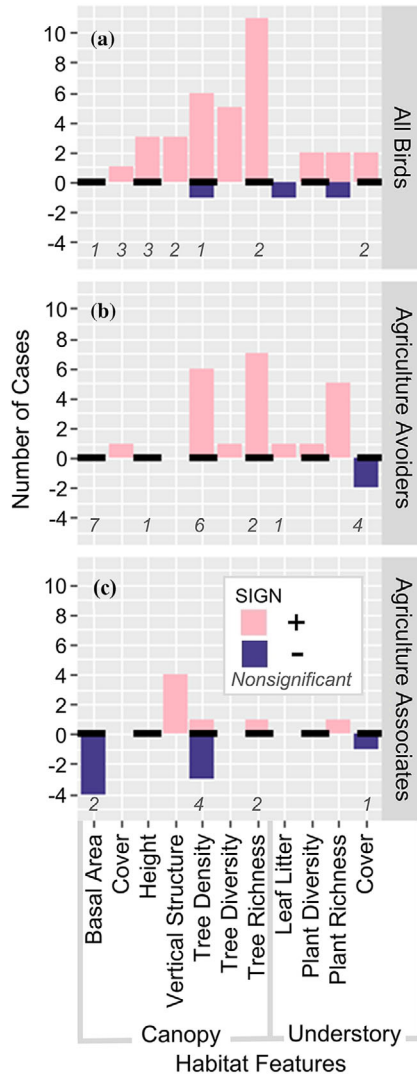 (a)
10
8
6
4
2
0
-2
-4
1 3 3 2 1 2 2
All Birds
(b)
10
8
6
4
2
0
-2
-4
7 1 6 2 1 4
Agriculture Avoiders
Number of Cases
(c)
10
8
6
4
2
0
-2
-4
SIGN
+
-
Nonsignificant
2 4 2 1
Agriculture Associates
Basal Area
Cover
Height
Vertical Structure
Tree Density
Tree Diversity
Tree Richness
Leaf Litter
Plant Diversity
Plant Richness
Cover
Canopy Understory
Habitat Features